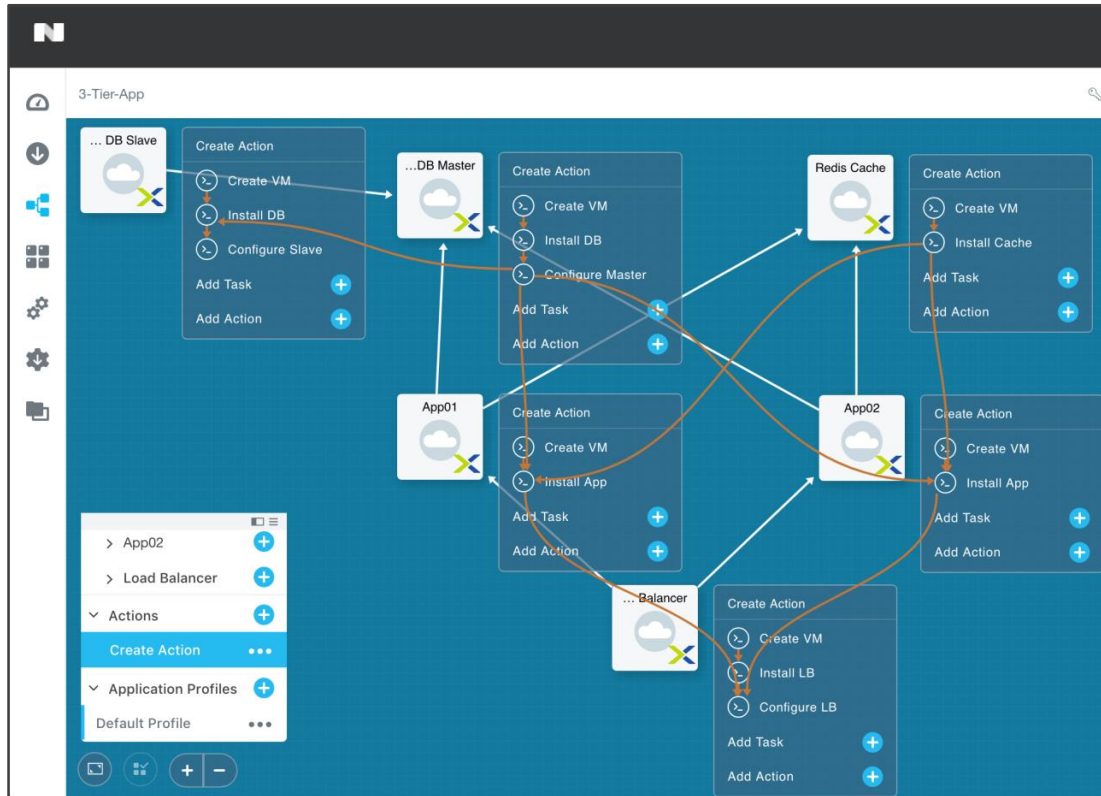 N
3-Tier-App
... DB Slave
Create Action
Create VM
Install DB
Configure Slave
Add Task
Add Action
...DB Master
Create Action
Create VM
Install DB
Configure Master
Add Task
Add Action
Redis Cache
Create Action
Create VM
Install Cache
Add Task
Add Action
App01
Create Action
Create VM
Install App
Add Task
Add Action
App02
Create Action
Create VM
Install App
Add Task
Add Action
... Balancer
Create Action
Create VM
Install LB
Configure LB
Add Task
Add Action
App02
Load Balancer
Actions
Create Action
Application Profiles
Default Profile